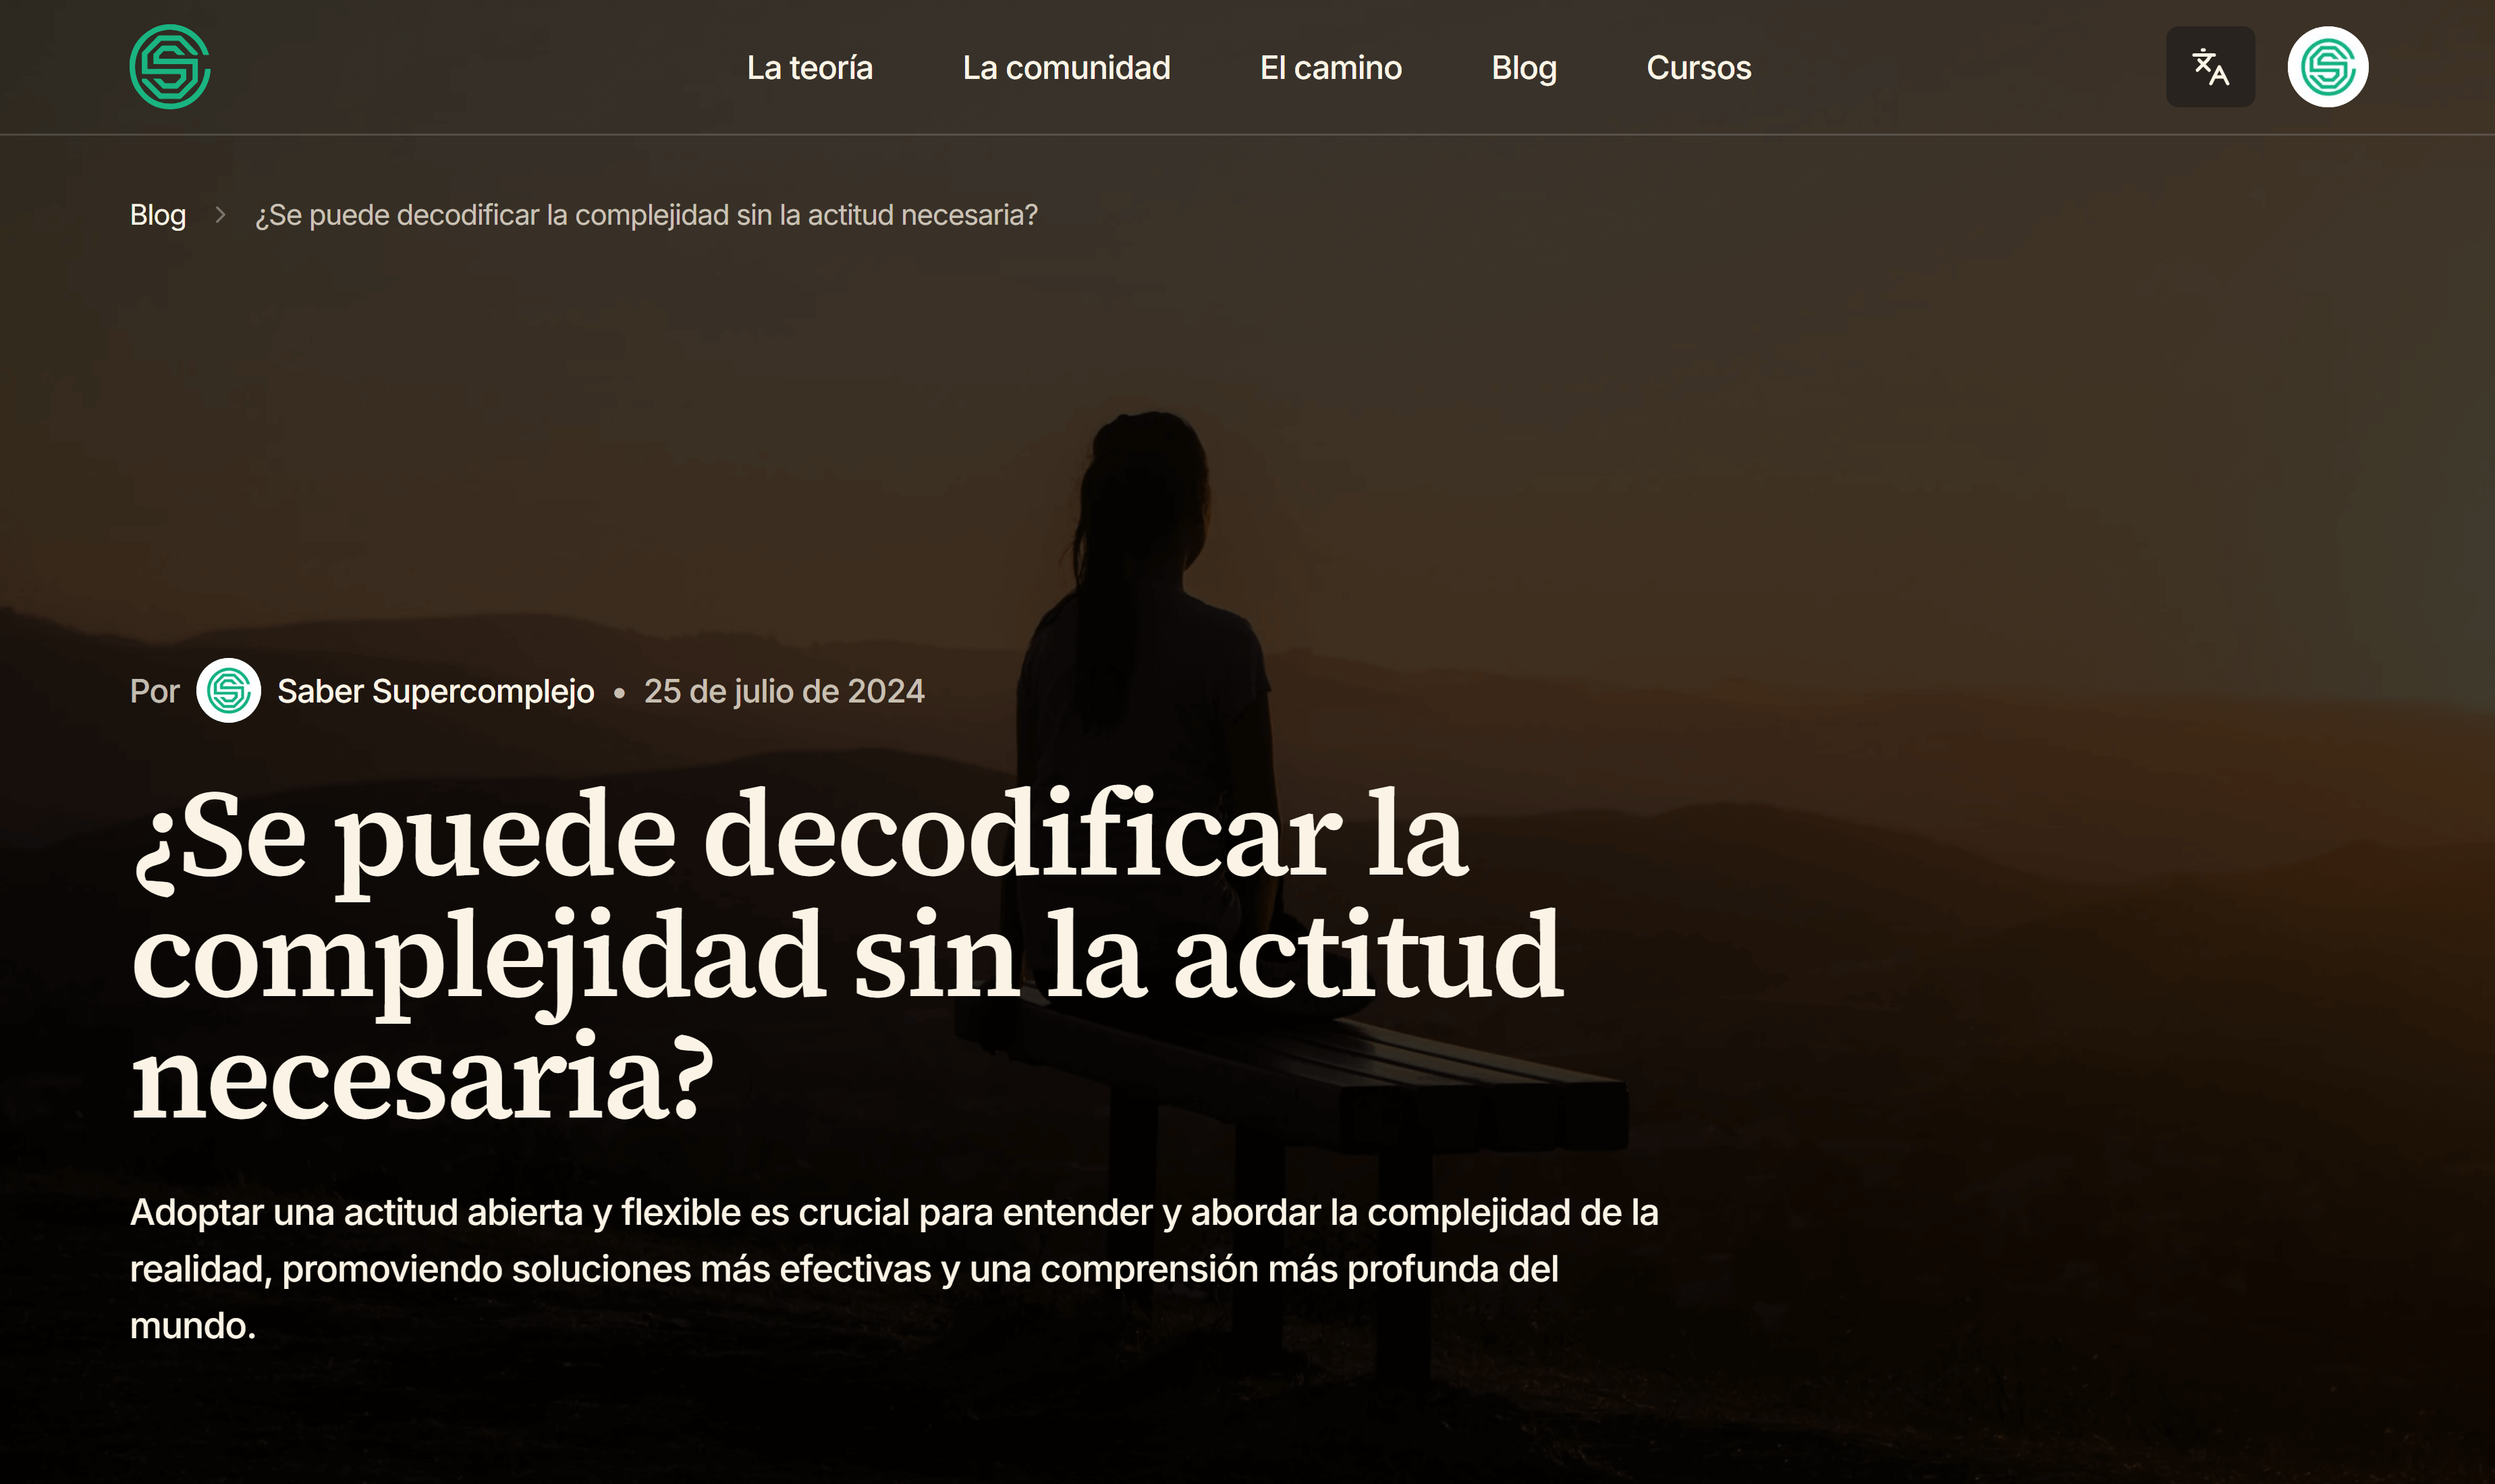 La teoría La comunidad El camino Blog Cursos
Blog > ¿Se puede decodificar la complejidad sin la actitud necesaria?
Por Saber Supercomplejo • 25 de julio de 2024
¿Se puede decodificar la
complejidad sin la actitud
necesaria?
Adoptar una actitud abierta y flexible es crucial para entender y abordar la complejidad de la
realidad, promoviendo soluciones más efectivas y una comprensión más profunda del
mundo.